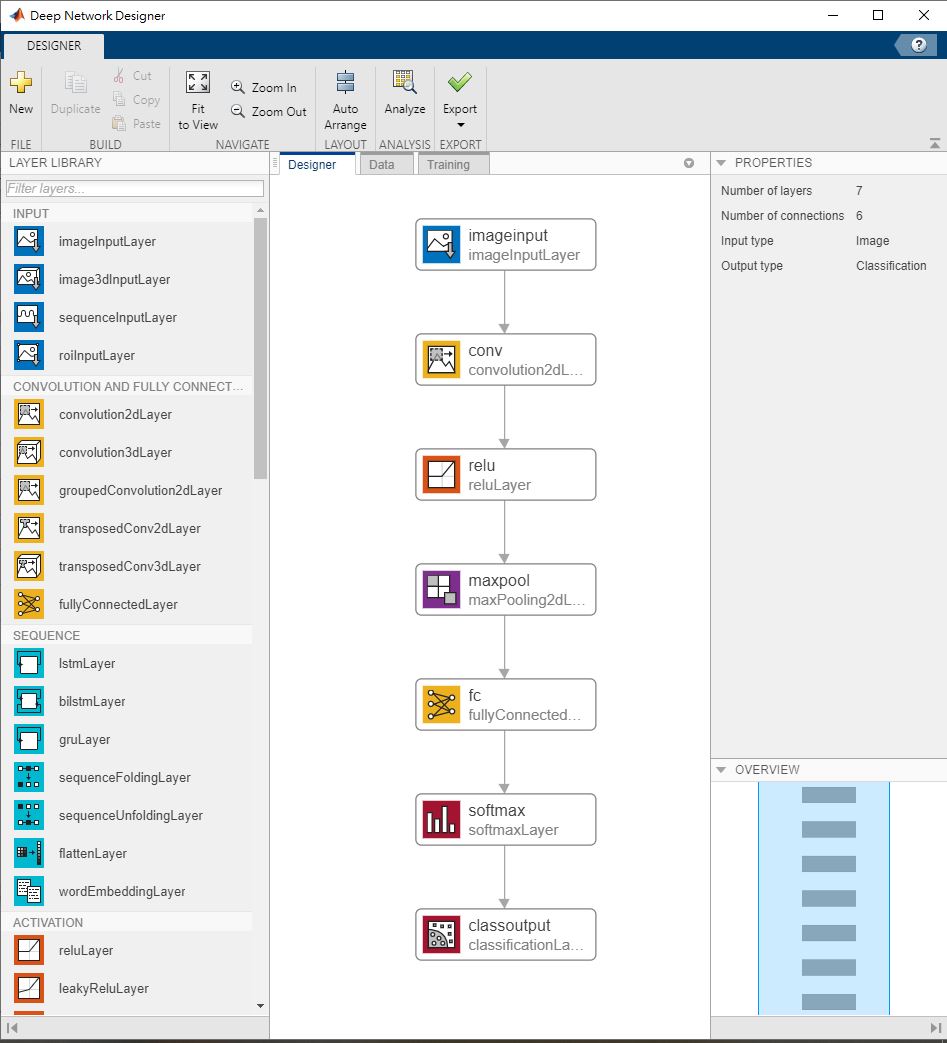 Deep Network Designer
DESIGNER
?
New
Duplicate
Cut
Copy
Paste
Fit
to View
Zoom In
Zoom Out
Auto
Arrange
Analyze
Export
FILE
BUILD
NAVIGATE
LAYOUT
ANALYSIS
EXPORT
LAYER LIBRARY
Filter layers...
INPUT
imageInputLayer
image3dInputLayer
sequenceInputLayer
roiInputLayer
CONVOLUTION AND FULLY CONNECT...
convolution2dLayer
convolution3dLayer
groupedConvolution2dLayer
transposedConv2dLayer
transposedConv3dLayer
fullyConnectedLayer
SEQUENCE
lstmLayer
bilstmLayer
gruLayer
sequenceFoldingLayer
sequenceUnfoldingLayer
flattenLayer
wordEmbeddingLayer
ACTIVATION
reluLayer
leakyReluLayer
Designer
Data
Training
imageinput
imageInputLayer
conv
convolution2dL...
relu
reluLayer
maxpool
maxPooling2dL...
fc
fullyConnected...
softmax
softmaxLayer
classoutput
classificationLa...
PROPERTIES
Number of layers 7
Number of connections 6
Input type Image
Output type Classification
OVERVIEW